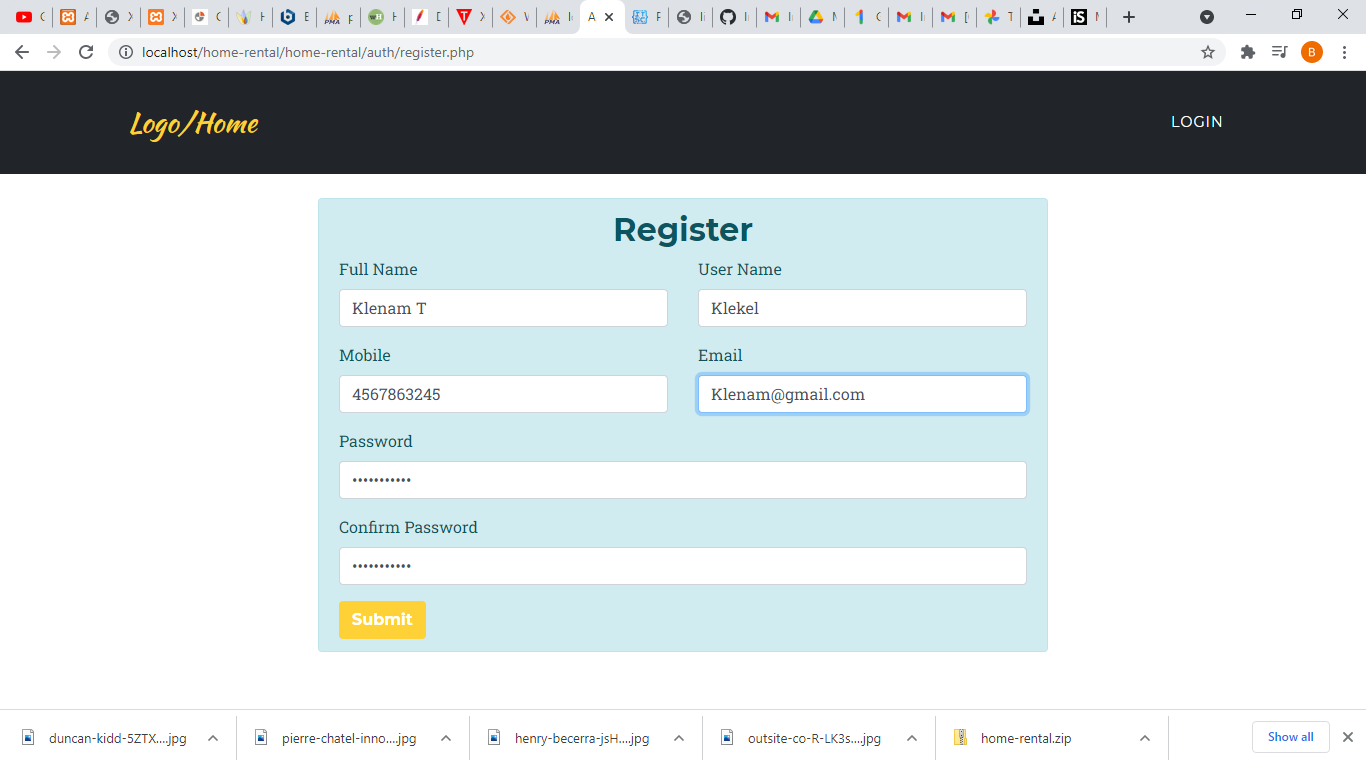 localhost/home-rental/home-rental/auth/register.php
B
Logo/Home
LOGIN
Register
Full Name
User Name
Klenam T
Klekel
Mobile
Email
4567863245
Klenam@gmail.com
Password
•••••••••••
Confirm Password
•••••••••••
Submit
duncan-kidd-5ZTX....jpg
pierre-chatel-inno....jpg
henry-becerra-jsH....jpg
outsite-co-R-LK3s....jpg
home-rental.zip
Show all